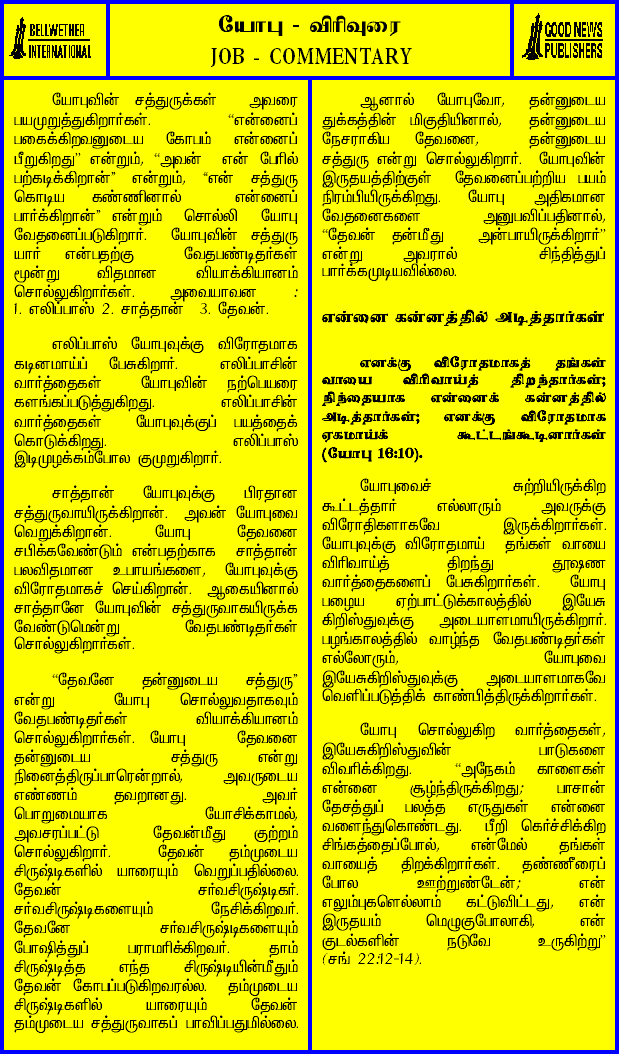 BELLWETHER
INTERNATIONAL
யோபு - விரிவுரை
JOB - COMMENTARY
GOOD NEWS
PUBLISHERS
யோபுவின் சத்துருக்கள் அவரை
பயமுறுத்துகிறார்கள். “என்னைப்
பகைக்கிறவனுடைய கோபம் என்னைப்
பீறுகிறது” என்றும், “அவன் என் பேரில்
பற்கடிக்கிறான்” என்றும், “என் சத்துரு
கொடிய கண்ணினால் என்னைப்
பார்க்கிறான்” என்றும் சொல்லி யோபு
வேதனைப்படுகிறார். யோபுவின் சத்துரு
யார் என்பதற்கு வேதபண்டிதர்கள்
மூன்று விதமான வியாக்கியானம்
சொல்லுகிறார்கள். அவையாவன :
1. எலிப்பாஸ் 2. சாத்தான் 3. தேவன்.
எலிப்பாஸ் யோபுவுக்கு விரோதமாக
கடினமாய்ப் பேசுகிறார். எலிப்பாசின்
வார்த்தைகள் யோபுவின் நற்பெயரை
களங்கப்படுத்துகிறது. எலிப்பாசின்
வார்த்தைகள் யோபுவுக்குப் பயத்தைக்
கொடுக்கிறது. எலிப்பாஸ்
இடிமுழக்கம்போல குமுறுகிறார்.
சாத்தான் யோபுவுக்கு பிரதான
சத்துருவாயிருக்கிறான். அவன் யோபுவை
வெறுக்கிறான். யோபு தேவனை
சபிக்கவேண்டும் என்பதற்காக சாத்தான்
பலவிதமான உபாயங்களை, யோபுவுக்கு
விரோதமாகச் செய்கிறான். ஆகையினால்
சாத்தானே யோபுவின் சத்துருவாகயிருக்க
வேண்டுமென்று வேதபண்டிதர்கள்
சொல்லுகிறார்கள்.
“தேவனே தன்னுடைய சத்துரு”
என்று யோபு சொல்லுவதாகவும்
வேதபண்டிதர்கள் வியாக்கியானம்
சொல்லுகிறார்கள். யோபு தேவனை
தன்னுடைய சத்துரு என்று
நினைத்திருப்பாரென்றால், அவருடைய
எண்ணம் தவறானது. அவர்
பொறுமையாக யோசிக்காமல்,
அவசரப்பட்டு தேவன்மீது குற்றம்
சொல்லுகிறார். தேவன் தம்முடைய
சிருஷ்டிகளில் யாரையும் வெறுப்பதில்லை.
தேவன் சர்வசிருஷ்டிகர்.
சர்வசிருஷ்டிகளையும் நேசிக்கிறவர்.
தேவனே சர்வசிருஷ்டிகளையும்
போஷித்துப் பராமரிக்கிறவர். தாம்
சிருஷ்டித்த எந்த சிருஷ்டியின்மீதும்
தேவன் கோபப்படுகிறவரல்ல. தம்முடைய
சிருஷ்டிகளில் யாரையும் தேவன்
தம்முடைய சத்துருவாகப் பாவிப்பதுமில்லை.
ஆனால் யோபுவோ, தன்னுடைய
துக்கத்தின் மிகுதியினால், தன்னுடைய
நேசராகிய தேவனை, தன்னுடைய
சத்துரு என்று சொல்லுகிறார். யோபுவின்
இருதயத்திற்குள் தேவனைப்பற்றிய பயம்
நிரம்பியிருக்கிறது. யோபு அதிகமான
வேதனைகளை அனுபவிப்பதினால்,
“தேவன் தன்மீது அன்பாயிருக்கிறார்”
என்று அவரால் சிந்தித்துப்
பார்க்கமுடியவில்லை.
என்னை கன்னத்தில் அடித்தார்கள்
எனக்கு விரோதமாகத் தங்கள்
வாயை விரிவாய்த் திறந்தார்கள்;
நிந்தையாக என்னைக் கன்னத்தில்
அடித்தார்கள்; எனக்கு விரோதமாக
ஏகமாய்க் கூட்டங்கூடினார்கள்
(யோபு 16:10).
யோபுவைச் சுற்றியிருக்கிற
கூட்டத்தார் எல்லாரும் அவருக்கு
விரோதிகளாகவே இருக்கிறார்கள்.
யோபுவுக்கு விரோதமாய் தங்கள் வாயை
விரிவாய்த் திறந்து தூஷண
வார்த்தைகளைப் பேசுகிறார்கள். யோபு
பழைய ஏற்பாட்டுக்காலத்தில் இயேசு
கிறிஸ்துவுக்கு அடையாளமாயிருக்கிறார்.
பழங்காலத்தில் வாழ்ந்த வேதபண்டிதர்கள்
எல்லோரும், யோபுவை
இயேசுகிறிஸ்துவுக்கு அடையாளமாகவே
வெளிப்படுத்திக் காண்பித்திருக்கிறார்கள்.
யோபு சொல்லுகிற வார்த்தைகள்,
இயேசுகிறிஸ்துவின் பாடுகளை
விவரிக்கிறது. “அநேகம் காளைகள்
என்னை சூழ்ந்திருக்கிறது; பாசான்
தேசத்துப் பலத்த எருதுகள் என்னை
வளைந்துகொண்டது. பீறி கெர்ச்சிக்கிற
சிங்கத்தைப்போல், என்மேல் தங்கள்
வாயைத் திறக்கிறார்கள். தண்ணீரைப்
போல ஊற்றுண்டேன்; என்
எலும்புகளெல்லாம் கட்டுவிட்டது, என்
இருதயம் மெழுகுபோலாகி, என்
குடல்களின் நடுவே உருகிற்று”
(சங் 22:12-14).